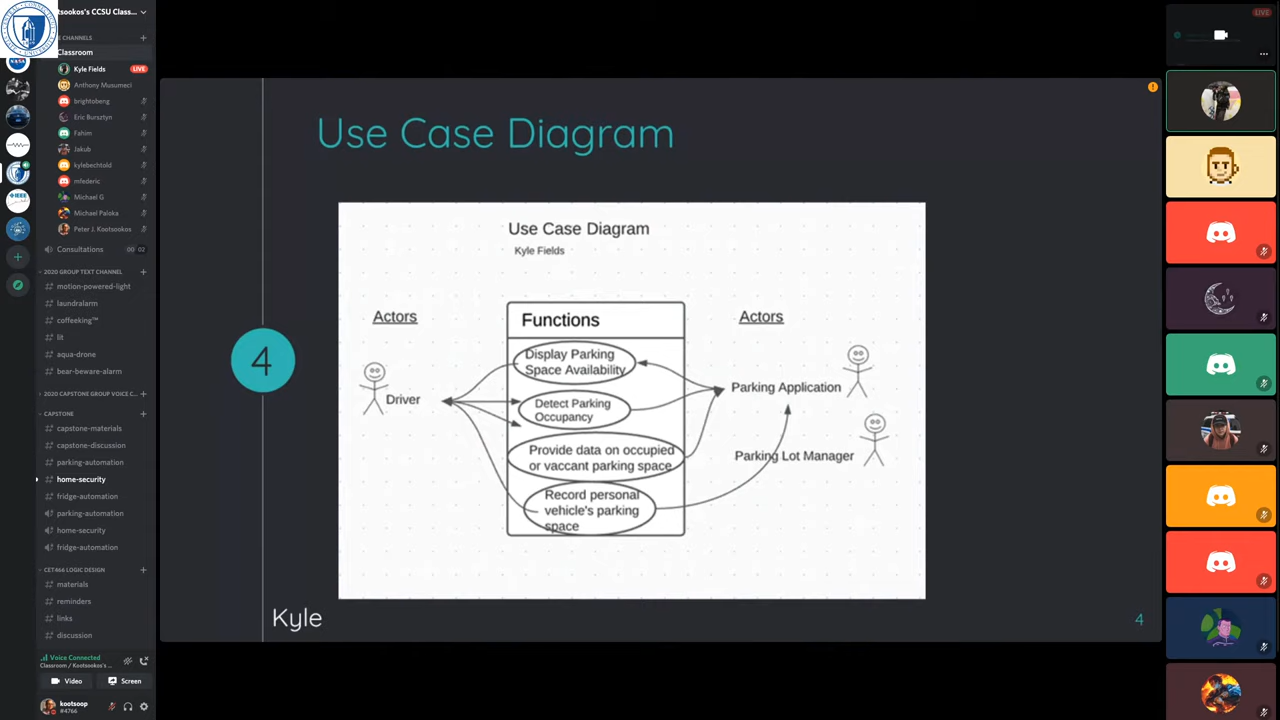 tsookos's CCSU Class...
E CHANNELS
Classroom
Kyle Fields LIVE
Anthony Musumeci
brightobeng
Eric Bursztyn
Fahim
Jakub
kylebechtold
mfederic
Michael G
Michael Paloka
Peter J. Kootsookos
Consultations 00 02
2020 GROUP TEXT CHANNEL
motion-powered-light
laundralarm
coffeeking™
lit
aqua-drone
bear-beware-alarm
2020 CAPSTONE GROUP VOICE C...
CAPSTONE
capstone-materials
capstone-discussion
parking-automation
home-security
fridge-automation
parking-automation
home-security
fridge-automation
CET466 LOGIC DESIGN
materials
reminders
links
discussion
Voice Connected
Classroom / Kootsookos's ...
Video
Screen
kootsoop
#4766
NASA
IEEE
Use Case Diagram
4
Use Case Diagram
Kyle Fields
Actors
Functions
Actors
Display Parking
Space Availability
Driver
Detect Parking
Occupancy
Parking Application
Provide data on occupied
or vaccant parking space
Parking Lot Manager
Record personal
vehicle's parking
space
Kyle
4
LIVE